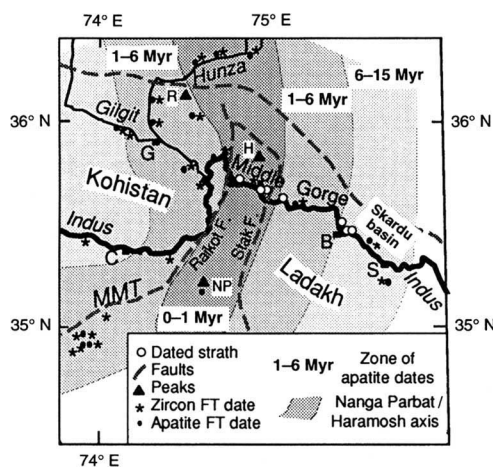 74° E
75° E
1–6 Myr
Hunza
6–15 Myr
R
1–6 Myr
36° N
36° N
Gilgit
H
G
Middle
Gorge
Kohistan
Skardu
basin
Indus
Raikot F.
Stak F.
B
C
S
Indus
Ladakh
MMT
NP
35° N
35° N
0–1 Myr
Dated strath
Faults
Peaks
Zircon FT date
Apatite FT date
1–6 Myr
Zone of
apatite dates
Nanga Parbat /
Haramosh axis
74° E